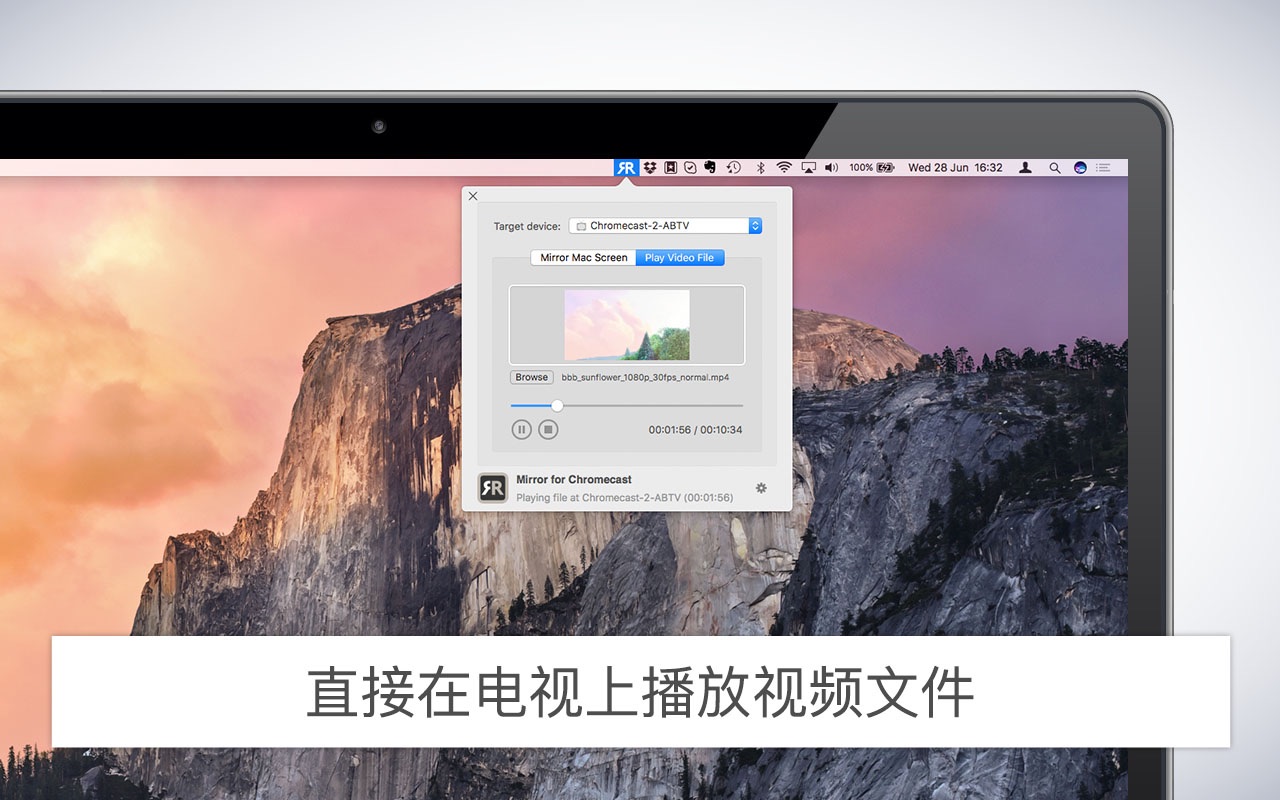 100% Wed 28 Jun 16:32
Target device: Chromecast-2-ABTV
Mirror Mac Screen Play Video File
Browse bbb_sunflower_1080p_30fps_normal.mp4
00:01:56 / 00:10:34
Mirror for Chromecast
Playing file at Chromecast-2-ABTV (00:01:56)
直接在电视上播放视频文件